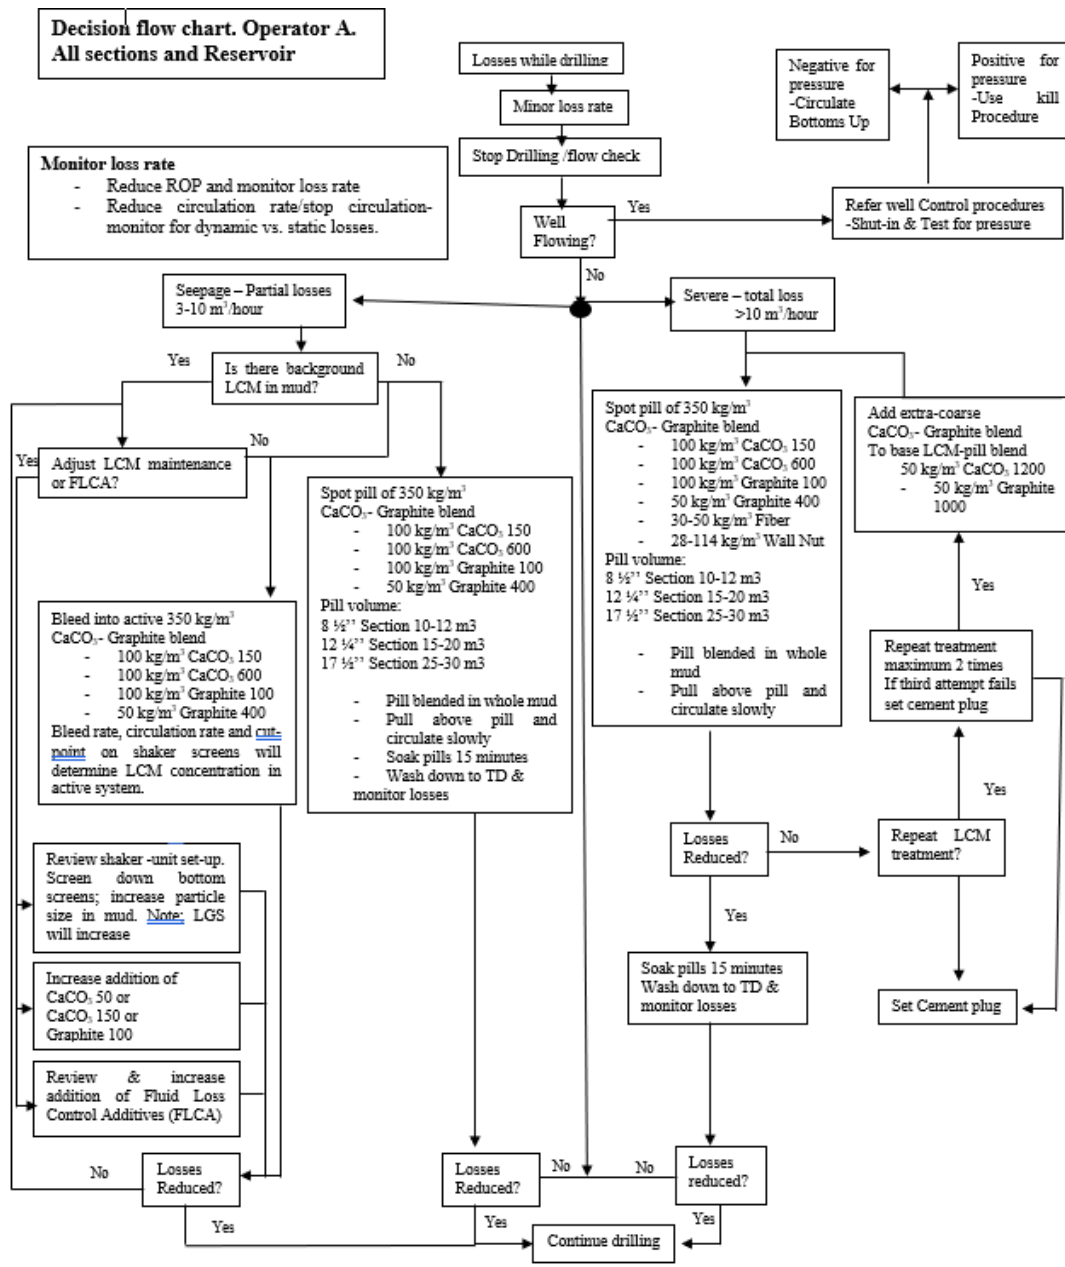 Decision flow chart. Operator A.
All sections and Reservoir
Losses while drilling
Minor loss rate
Stop Drilling /flow check
Well
Flowing?
Yes
No
Negative for
pressure
-Circulate
Bottoms Up
Positive for
pressure
-Use kill
Procedure
Refer well Control procedures
-Shut-in & Test for pressure
Monitor loss rate
- Reduce ROP and monitor loss rate
- Reduce circulation rate/stop circulation-
monitor for dynamic vs. static losses.
Seepage – Partial losses
3-10 m³/hour
Severe – total loss
>10 m³/hour
Yes
Is there background
LCM in mud?
No
Yes
Adjust LCM maintenance
or FLCA?
No
Bleed into active 350 kg/m³
CaCO₃- Graphite blend
- 100 kg/m³ CaCO₃ 150
- 100 kg/m³ CaCO₃ 600
- 100 kg/m³ Graphite 100
- 50 kg/m³ Graphite 400
Bleed rate, circulation rate and cut-
point on shaker screens will
determine LCM concentration in
active system.
Spot pill of 350 kg/m³
CaCO₃- Graphite blend
- 100 kg/m³ CaCO₃ 150
- 100 kg/m³ CaCO₃ 600
- 100 kg/m³ Graphite 100
- 50 kg/m³ Graphite 400
Pill volume:
8 ½’’ Section 10-12 m3
12 ¼’’ Section 15-20 m3
17 ½’’ Section 25-30 m3
- Pill blended in whole mud
- Pull above pill and
circulate slowly
- Soak pills 15 minutes
- Wash down to TD &
monitor losses
Spot pill of 350 kg/m³
CaCO₃- Graphite blend
- 100 kg/m³ CaCO₃ 150
- 100 kg/m³ CaCO₃ 600
- 100 kg/m³ Graphite 100
- 50 kg/m³ Graphite 400
- 30-50 kg/m³ Fiber
- 28-114 kg/m³ Wall Nut
Pill volume:
8 ½’’ Section 10-12 m3
12 ¼’’ Section 15-20 m3
17 ½’’ Section 25-30 m3
- Pill blended in whole
mud
- Pull above pill and
circulate slowly
Add extra-coarse
CaCO₃- Graphite blend
To base LCM-pill blend
50 kg/m³ CaCO₃ 1200
- 50 kg/m³ Graphite
1000
Yes
Repeat treatment
maximum 2 times
If third attempt fails
set cement plug
Yes
Losses
Reduced?
No
Repeat LCM
treatment?
Yes
Soak pills 15 minutes
Wash down to TD &
monitor losses
Set Cement plug
Review shaker -unit set-up.
Screen down bottom
screens; increase particle
size in mud. Note: LGS
will increase
Increase addition of
CaCO₃ 50 or
CaCO₃ 150 or
Graphite 100
Review & increase
addition of Fluid Loss
Control Additives (FLCA)
No
Losses
Reduced?
Yes
Losses
Reduced?
No
Yes
No
Losses
reduced?
Yes
Continue drilling